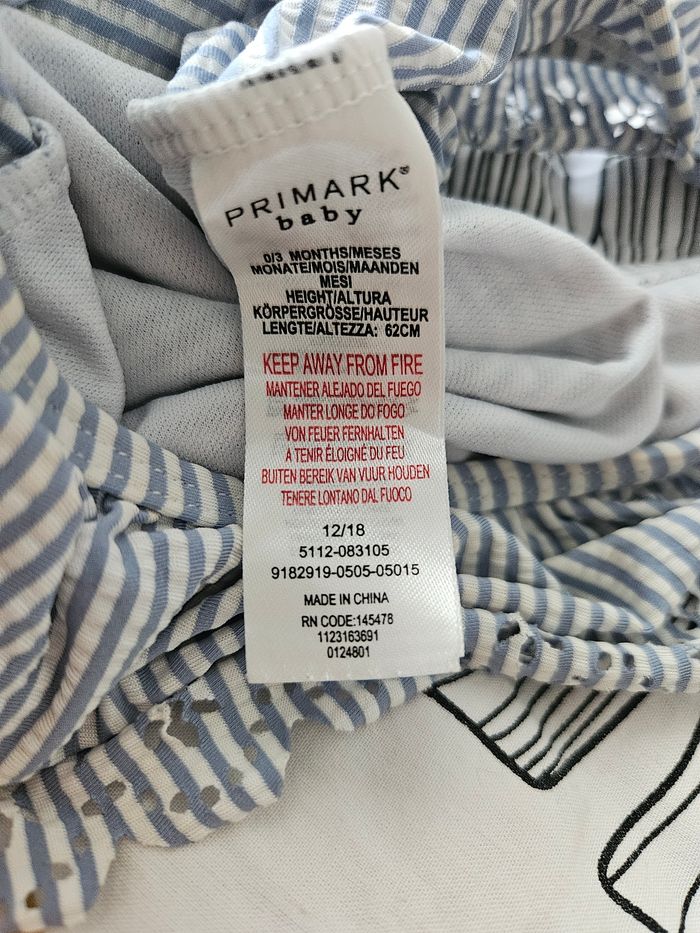 PRIMARK®
baby
0/3 MONTHS/MESES
MONATE/MOIS/MAANDEN
MESI
HEIGHT/ALTURA
KÖRPERGRÖSSE/HAUTEUR
LENGTE/ALTEZZA: 62CM
KEEP AWAY FROM FIRE
MANTENER ALEJADO DEL FUEGO
MANTER LONGE DO FOGO
VON FEUER FERNHALTEN
À TENIR ÉLOIGNÉ DU FEU
BUITEN BEREIK VAN VUUR HOUDEN
TENERE LONTANO DAL FUOCO
12/18
5112-083105
9182919-0505-05015
MADE IN CHINA
RN CODE:145478
1123163691
0124801